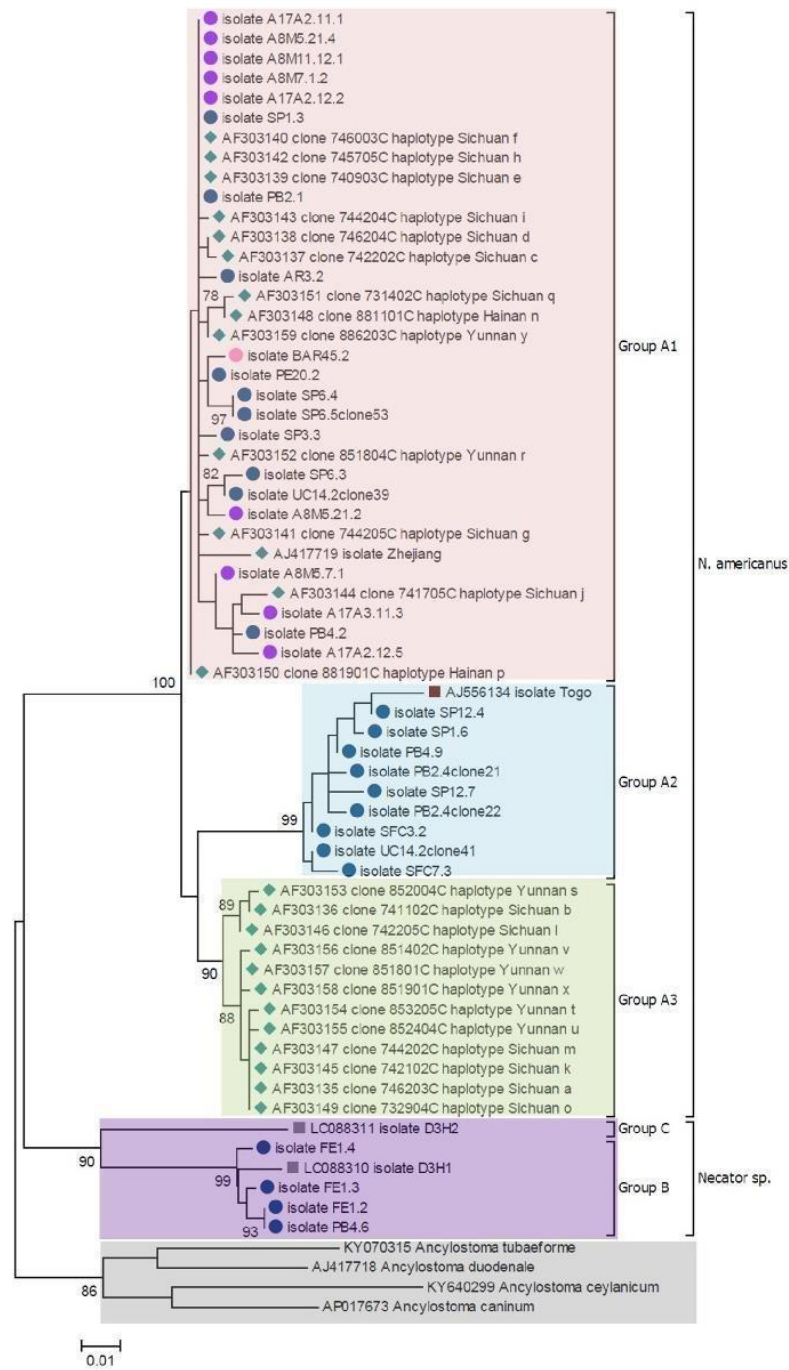 isolate A17A2.11.1
isolate A8M5.21.4
isolate A8M11.12.1
isolate A8M7.1.2
isolate A17A2.12.2
isolate SP1.3
AF303140 clone 746003C haplotype Sichuan f
AF303142 clone 745705C haplotype Sichuan h
AF303139 clone 740903C haplotype Sichuan e
isolate PB2.1
AF303143 clone 744204C haplotype Sichuan i
AF303138 clone 746204C haplotype Sichuan d
AF303137 clone 742202C haplotype Sichuan c
isolate AR3.2
78
AF303151 clone 731402C haplotype Sichuan q
AF303148 clone 881101C haplotype Hainan n
AF303159 clone 886203C haplotype Yunnan y
Group A1
isolate BAR45.2
isolate PE20.2
isolate SP6.4
97
isolate SP6.5clone53
isolate SP3.3
AF303152 clone 851804C haplotype Yunnan r
82
isolate SP6.3
isolate UC14.2clone39
isolate A8M5.21.2
AF303141 clone 744205C haplotype Sichuan g
AJ417719 isolate Zhejiang
N. americanus
isolate A8M5.7.1
AF303144 clone 741705C haplotype Sichuan j
isolate A17A3.11.3
isolate PB4.2
isolate A17A2.12.5
AF303150 clone 881901C haplotype Hainan p
100
AJ556134 isolate Togo
isolate SP12.4
isolate SP1.6
isolate PB4.9
isolate PB2.4clone21
Group A2
isolate SP12.7
isolate PB2.4clone22
99
isolate SFC3.2
isolate UC14.2clone41
isolate SFC7.3
AF303153 clone 852004C haplotype Yunnan s
89
AF303136 clone 741102C haplotype Sichuan b
AF303146 clone 742205C haplotype Sichuan l
AF303156 clone 851402C haplotype Yunnan v
90
AF303157 clone 851801C haplotype Yunnan w
AF303158 clone 851901C haplotype Yunnan x
Group A3
88
AF303154 clone 853205C haplotype Yunnan t
AF303155 clone 852404C haplotype Yunnan u
AF303147 clone 744202C haplotype Sichuan m
AF303145 clone 742102C haplotype Sichuan k
AF303135 clone 746203C haplotype Sichuan a
AF303149 clone 732904C haplotype Sichuan o
LC088311 isolate D3H2
Group C
90
isolate FE1.4
LC088310 isolate D3H1
99
isolate FE1.3
Group B
Necator sp.
isolate FE1.2
93
isolate PB4.6
KY070315 Ancylostoma tubaeforme
AJ417718 Ancylostoma duodenale
86
KY640299 Ancylostoma ceylanicum
AP017673 Ancylostoma caninum
0.01